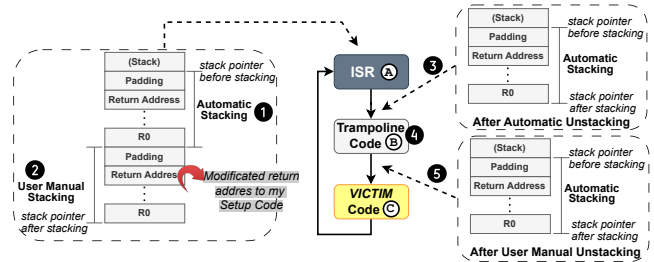 (Stack)
Padding
Return Address
R0
Padding
Return Address
R0
stack pointer
before stacking
Automatic
Stacking
1
2
User Manual
Stacking
stack pointer
after stacking
Modificated return
addres to my
Setup Code
ISR A
Trampoline
Code B
VICTIM
Code C
3
4
5
(Stack)
Padding
Return Address
R0
stack pointer
before stacking
Automatic
Stacking
stack pointer
after stacking
After Automatic Unstacking
(Stack)
Padding
Return Address
R0
stack pointer
before stacking
Automatic
Stacking
stack pointer
after stacking
After User Manual Unstacking